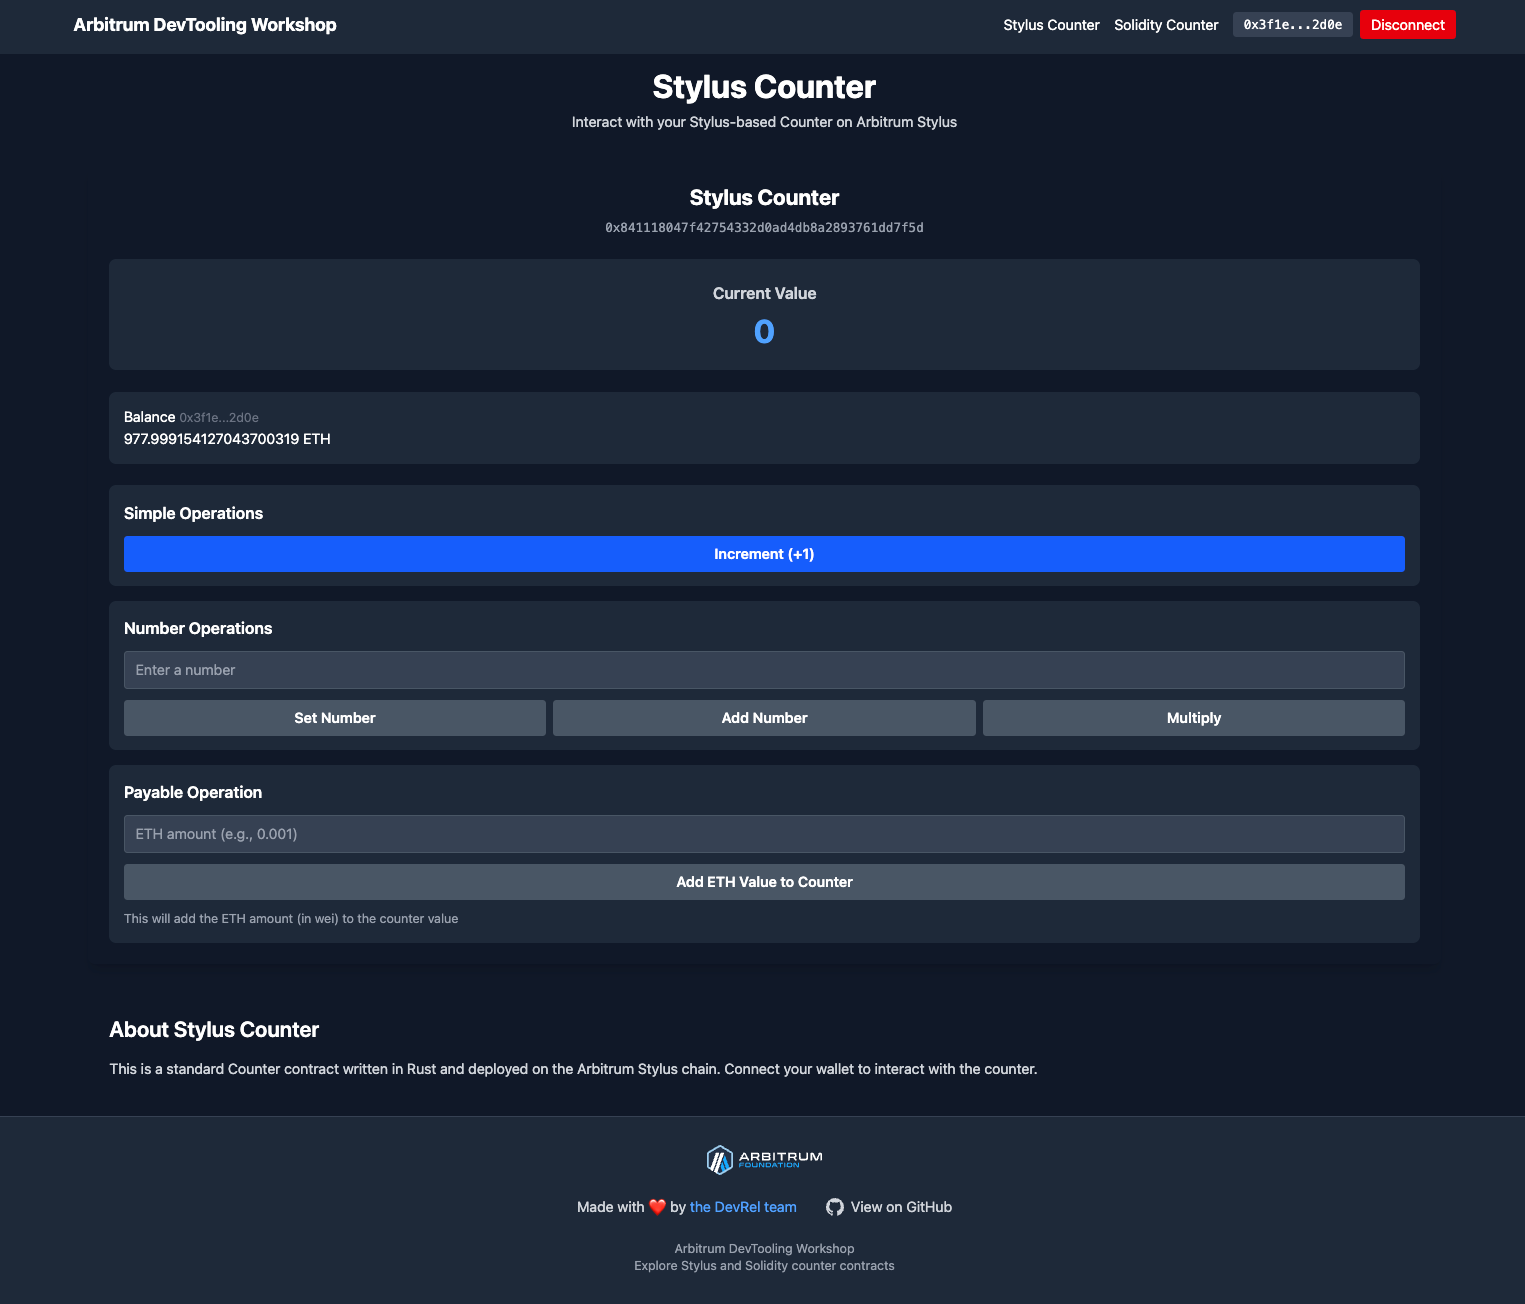 Arbitrum DevTooling Workshop
Stylus Counter
Solidity Counter
0x3f1e...2d0e
Disconnect
Stylus Counter
Interact with your Stylus-based Counter on Arbitrum Stylus
Stylus Counter
0x841118047f42754332d0ad4db8a2893761dd7f5d
Current Value
0
Balance 0x3f1e...2d0e
977.999154127043700319 ETH
Simple Operations
Increment (+1)
Number Operations
Enter a number
Set Number
Add Number
Multiply
Payable Operation
ETH amount (e.g., 0.001)
Add ETH Value to Counter
This will add the ETH amount (in wei) to the counter value
About Stylus Counter
This is a standard Counter contract written in Rust and deployed on the Arbitrum Stylus chain. Connect your wallet to interact with the counter.
ARBITRUM
FOUNDATION
Made with ❤️ by the DevRel team
View on GitHub
Arbitrum DevTooling Workshop
Explore Stylus and Solidity counter contracts